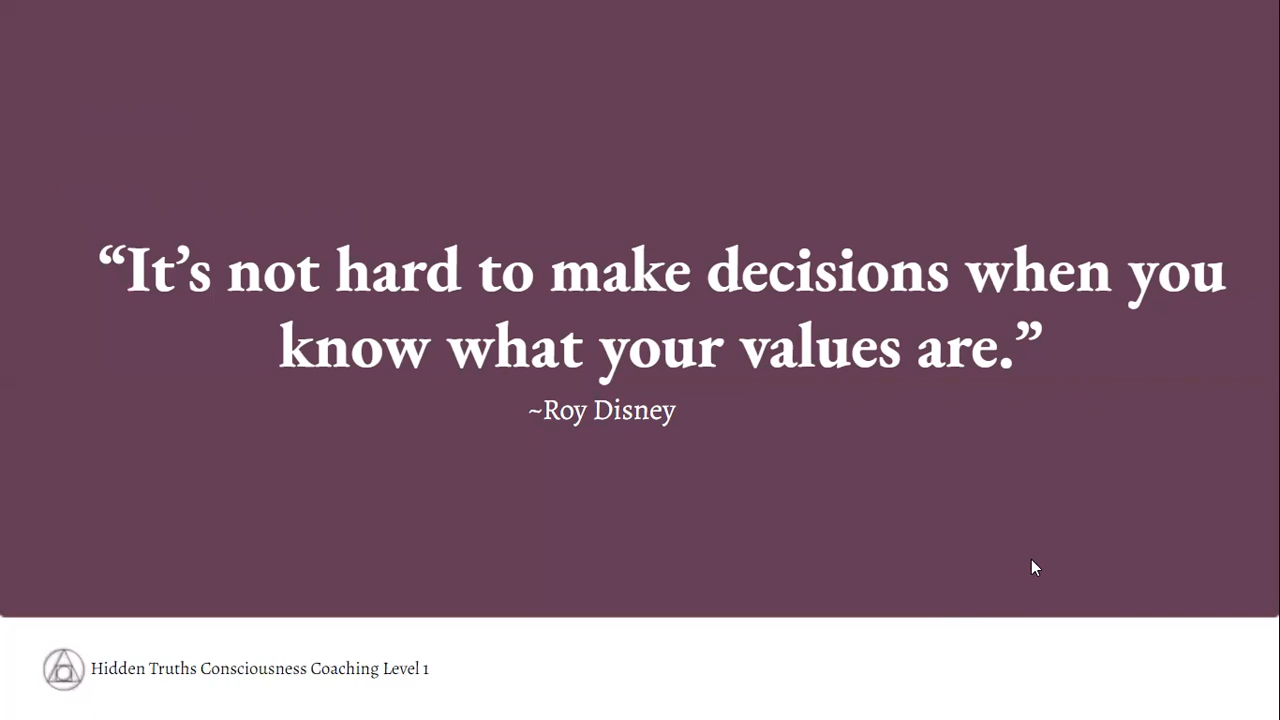 “It’s not hard to make decisions when you
know what your values are.”
~Roy Disney
Hidden Truths Consciousness Coaching Level 1